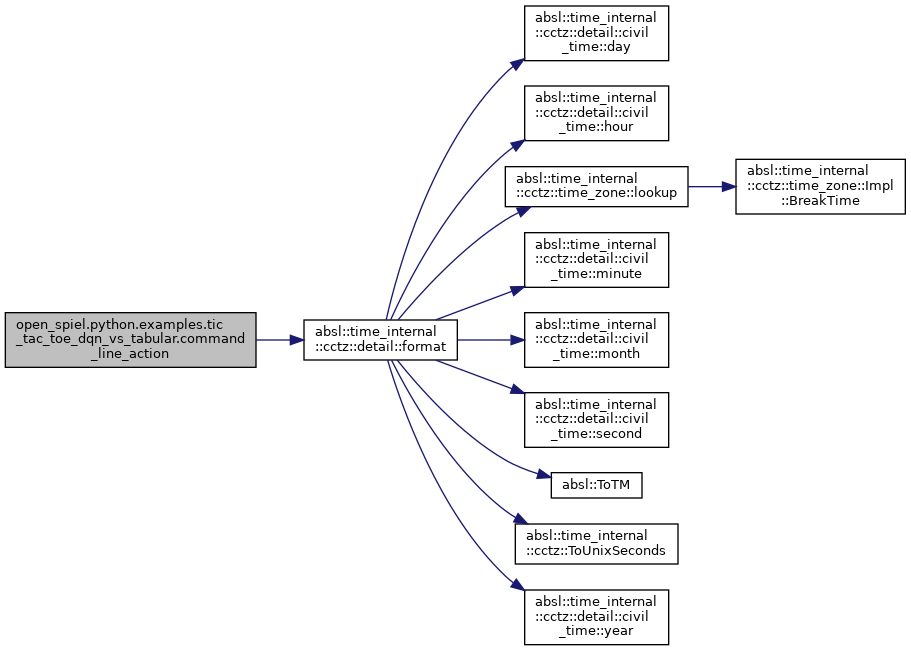 open_spiel.python.examples.tic
_tac_toe_dqn_vs_tabular.command
_line_action
absl::time_internal
::cctz::detail::format
absl::time_internal
::cctz::detail::civil
_time::day
absl::time_internal
::cctz::detail::civil
_time::hour
absl::time_internal
::cctz::time_zone::lookup
absl::time_internal
::cctz::time_zone::Impl
::BreakTime
absl::time_internal
::cctz::detail::civil
_time::minute
absl::time_internal
::cctz::detail::civil
_time::month
absl::time_internal
::cctz::detail::civil
_time::second
absl::ToTM
absl::time_internal
::cctz::ToUnixSeconds
absl::time_internal
::cctz::detail::civil
_time::year